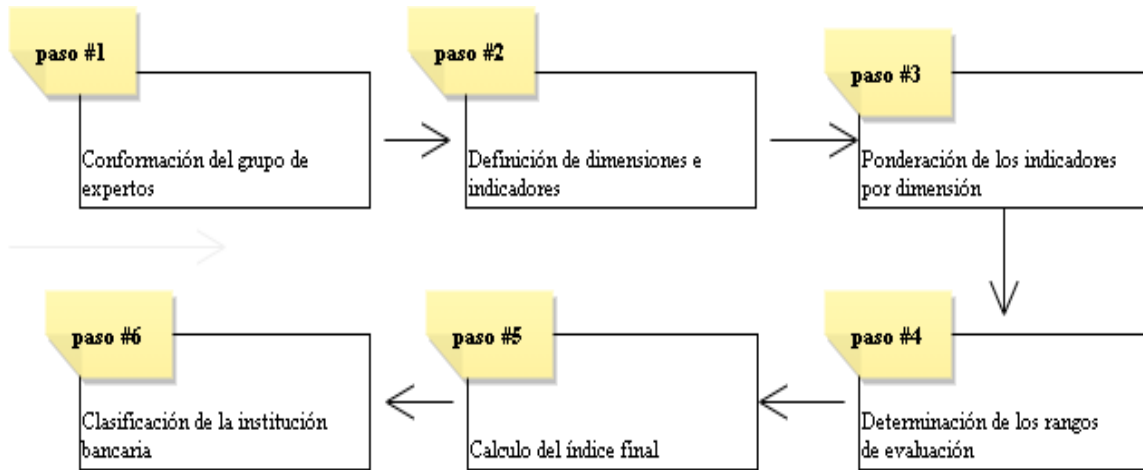 paso #1
Conformación del grupo de
expertos
paso #2
Definición de dimensiones e
indicadores
paso #3
Ponderación de los indicadores
por dimensión
paso #4
Determinación de los rangos
de evaluación
paso #5
Calculo del índice final
paso #6
Clasificación de la institución
bancaria